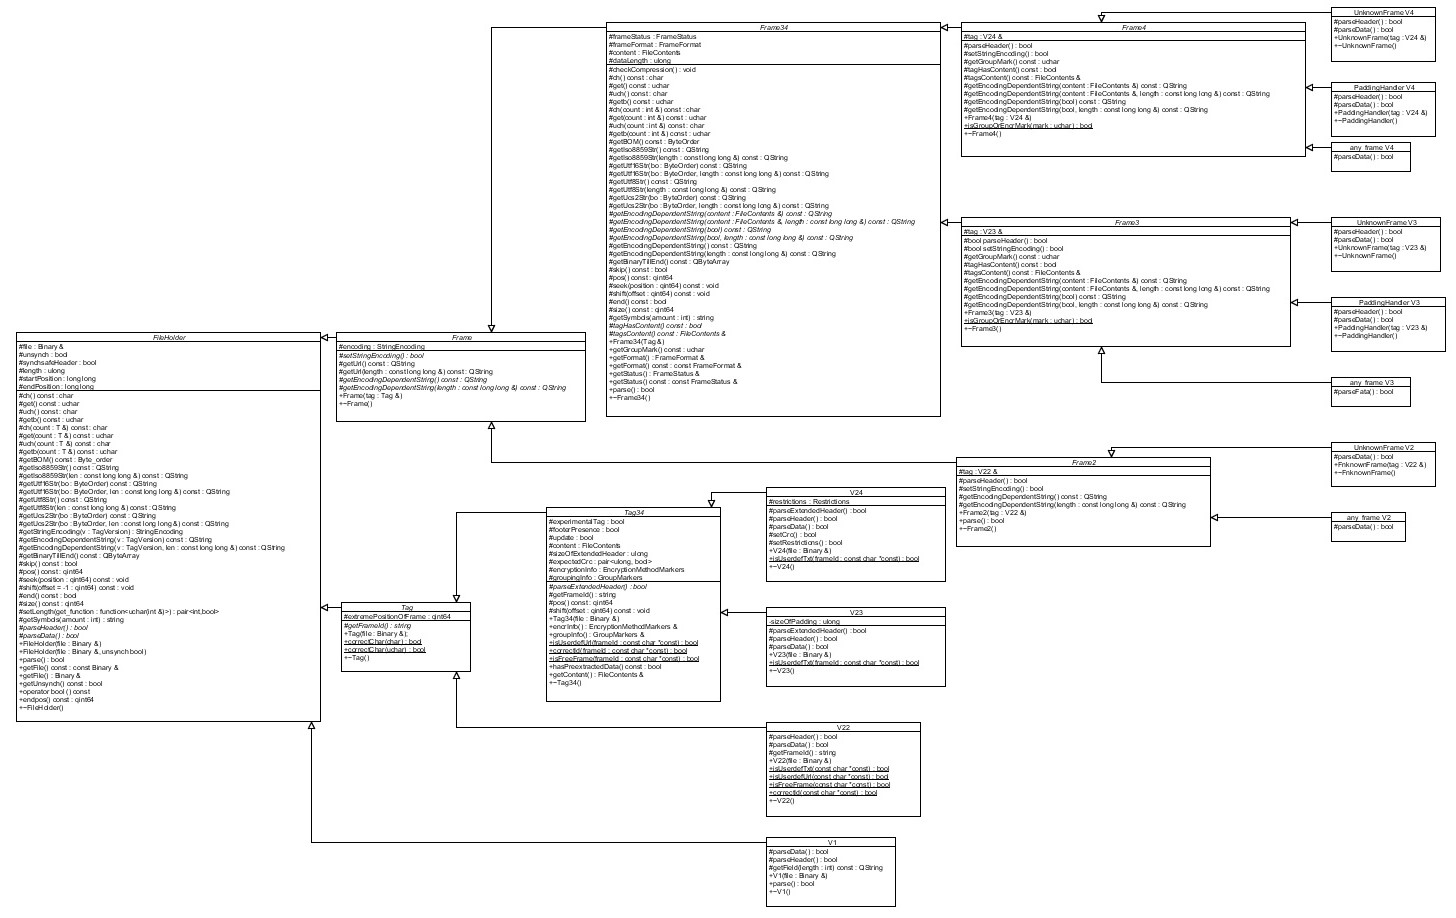 FileHolder
#file : Binary &
#unsynch : bool
#synchsafeHeader : bool
#length : ulong
#startPosition : long long
#endPosition : long long
#ch() const : char
#get() const : uchar
#uch() const : char
#getb() const : uchar
#ch(count : T &) const : char
#get(count : T &) const : uchar
#uch(count : T &) const : char
#getb(count : T &) const : uchar
#getBOM() const : Byte_order
#getIso8859Str() const : QString
#getIso8859Str(len : const long long &) const : QString
#getUtf16Str(bo : ByteOrder) const : QString
#getUtf16Str(bo : ByteOrder, len : const long long &) const : QString
#getUtf8Str() const : QString
#getUtf8Str(len : const long long &) const : QString
#getUcs2Str(bo : ByteOrder) const : QString
#getUcs2Str(bo : ByteOrder, len : const long long &) const : QString
#getStringEncoding(v : TagVersion) : StringEncoding
#getEncodingDependentString(v : TagVersion) const : QString
#getEncodingDependentString(v : TagVersion, len : const long long &) const : QString
#getBinaryTillEnd() const : QByteArray
#skip() const : bool
#pos() const : qint64
#seek(position : qint64) const : void
#shift(offset = -1 : qint64) const : void
#end() const : bool
#size() const : qint64
#setLength(get_function : function<uchar(int &)>) : pair<int,bool>
#getSymbols(amount : int) : string
#parseHeader() : bool
#parseData() : bool
+FileHolder(file : Binary &)
+FileHolder(file : Binary &, unsynch bool)
+parse() : bool
+getFile() const : const Binary &
+getFile() : Binary &
+getUnsynch() const : bool
+operator bool () const
+endpos() const : qint64
+~FileHolder()
Frame
#encoding : StringEncoding
#setStringEncoding() : bool
#getUrl() const : QString
#getUrl(length : const long long &) const : QString
#getEncodingDependentString() const : QString
#getEncodingDependentString(length : const long long &) const : QString
+Frame(tag : Tag &)
+~Frame()
Tag
#extremePositionOfFrame : qint64
#getFrameId() : string
+Tag(file : Binary &);
+correctChar(char) : bool
+correctChar(uchar) : bool
+~Tag()
Frame34
#frameStatus : FrameStatus
#frameFormat : FrameFormat
#content : FileContents
#dataLength : ulong
#checkCompression() : void
#ch() const : char
#get() const : uchar
#uch() const : char
#getb() const : uchar
#ch(count : int &) const : char
#get(count : int &) const : uchar
#uch(count : int &) const : char
#getb(count : int &) const : uchar
#getBOM() const : ByteOrder
#getIso8859Str() const : QString
#getIso8859Str(length : const long long &) const : QString
#getUtf16Str(bo : ByteOrder) const : QString
#getUtf16Str(bo : ByteOrder, length : const long long &) const : QString
#getUtf8Str() const : QString
#getUtf8Str(length : const long long &) const : QString
#getUcs2Str(bo : ByteOrder) const : QString
#getUcs2Str(bo : ByteOrder, length : const long long &) const : QString
#getEncodingDependentString(content : FileContents &) const : QString
#getEncodingDependentString(content : FileContents &, length : const long long &) const : QString
#getEncodingDependentString(bool) const : QString
#getEncodingDependentString(bool, length : const long long &) const : QString
#getEncodingDependentString() const : QString
#getEncodingDependentString(length : const long long &) const : QString
#getBinaryTillEnd() const : QByteArray
#skip() const : bool
#pos() const : qint64
#seek(position : qint64) const : void
#shift(offset : qint64) const : void
#end() const : bool
#size() const : qint64
#getSymbols(amount : int) : string
#tagHasContent() const : bool
#tagsContent() const : FileContents &
+Frame34(Tag &)
+getGroupMark() const : uchar
+getFormat() : FrameFormat &
+getFormat() const : const FrameFormat &
+getStatus() : FrameStatus &
+getStatus() const : const FrameStatus &
+parse() : bool
+~Frame34()
Tag34
#experimentalTag : bool
#footerPresence : bool
#update : bool
#content : FileContents
#sizeOfExtendedHeader : ulong
#expectedCrc : pair<ulong, bool>
#encryptionInfo : EncryptionMethodMarkers
#groupingInfo : GroupMarkers
#parseExtendedHeader() : bool
#getFrameId() : string
#pos() const : qint64
#shift(offset : qint64) const : void
+Tag34(file : Binary &)
+encrInfo() : EncryptionMethodMarkers &
+groupInfo() : GroupMarkers &
+isUserdefUrl(frameId : const char *const) : bool
+correctId(frameId : const char *const) : bool
+isFreeFrame(frameId : const char *const) : bool
+hasPreextractedData() const : bool
+getContent() : FileContents &
+~Tag34()
Frame4
#tag : V24 &
#parseHeader() : bool
#setStringEncoding() : bool
#getGroupMark() const : uchar
#tagHasContent() const : bool
#tagsContent() const : FileContents &
#getEncodingDependentString(content : FileContents &) const : QString
#getEncodingDependentString(content : FileContents &, length : const long long &) const : QString
#getEncodingDependentString(bool) const : QString
#getEncodingDependentString(bool, length : const long long &) const : QString
+Frame4(tag : V24 &)
+isGroupOrEncrMark(mark : uchar) : bool
+~Frame4()
Frame3
#tag : V23 &
#bool parseHeader() : bool
#bool setStringEncoding() : bool
#getGroupMark() const : uchar
#tagHasContent() const : bool
#tagsContent() const : FileContents &
#getEncodingDependentString(content : FileContents &) const : QString
#getEncodingDependentString(content : FileContents &, length : const long long &) const : QString
#getEncodingDependentString(bool) const : QString
#getEncodingDependentString(bool, length : const long long &) const : QString
+Frame3(tag : V23 &)
+isGroupOrEncrMark(mark : uchar) : bool
+~Frame3()
Frame2
#tag : V22 &
#parseHeader() : bool
#setStringEncoding() : bool
#getEncodingDependentString() const : QString
#getEncodingDependentString(length : const long long &) const : QString
+Frame2(tag : V22 &)
+parse() : bool
+~Frame2()
V24
#restrictions : Restrictions
#parseExtendedHeader() : bool
#parseHeader() : bool
#parseData() : bool
#setCrc() : bool
#setRestrictions() : bool
+V24(file : Binary &)
+isUserdefTxt(frameId : const char *const) : bool
+~V24()
V23
-sizeOfPadding : ulong
#parseExtendedHeader() : bool
#parseHeader() : bool
#parseData() : bool
+V23(file : Binary &)
+isUserdefTxt(frameId : const char *const) : bool
+~V23()
V22
#parseHeader() : bool
#parseData() : bool
#getFrameId() : string
+V22(file : Binary &)
+isUserdefTxt(const char *const) : bool
+isUserdefUrl(const char *const) : bool
+isFreeFrame(const char *const) : bool
+correctId(const char *const) : bool
+~V22()
V1
#parseData() : bool
#parseHeader() : bool
#getField(length : int) const : QString
+V1(file : Binary &)
+parse() : bool
+~V1()
UnknownFrame V4
#parseHeader() : bool
#parseData() : bool
+UnknownFrame(tag : V24 &)
+~UnknownFrame()
PaddingHandler V4
#parseHeader() : bool
#parseData() : bool
+PaddingHandler(tag : V24 &)
+~PaddingHandler()
any_frame V4
#parseData() : bool
UnknownFrame V3
#parseHeader() : bool
#parseData() : bool
+UnknownFrame(tag : V23 &)
+~UnknownFrame()
PaddingHandler V3
#parseHeader() : bool
#parseData() : bool
+PaddingHandler(tag : V23 &)
+~PaddingHandler()
any_frame V3
#parseFata() : bool
UnknownFrame V2
#parseData() : bool
+FnknownFrame(tag : V22 &)
+~FnknownFrame()
any_frame V2
#parseData() : bool